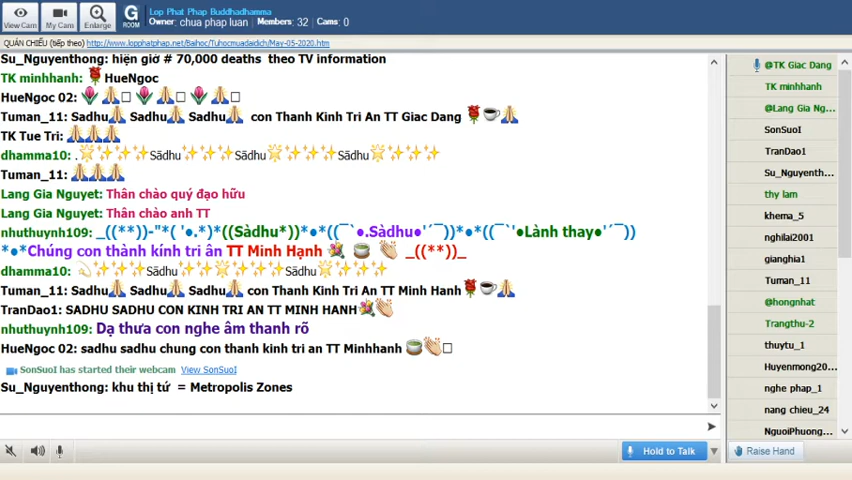 View Cam
My Cam
Enlarge
G
ROOM
Lop Phat Phap Buddhadhamma
Owner: chua phap luan Members: 32 Cams: 0
QUÁN CHIẾU (tiếp theo) http://www.lopphatphap.net/Baihoc/Tuhocmuadaidich/May-05-2020.htm
Su_Nguyenthong: hiện giờ # 70,000 deaths theo TV information
TK minhhanh: HueNgoc
HueNgoc 02:
Tuman_11: Sadhu Sadhu Sadhu con Thanh Kinh Tri An TT Giac Dang
TK Tue Tri:
dhamma10: . Sādhu Sādhu Sādhu
Tuman_11:
Lang Gia Nguyet: Thân chào quý đạo hữu
Lang Gia Nguyet: Thân chào anh TT
nhuthuynh109: _((**))-"*( '●.*)*((Sàdhu*))*●*((¯`●.Sàdhu●'´¯))*●*((¯`'●Lành thay●'´¯))
*●*Chúng con thành kính tri ân TT Minh Hạnh _((**))_
dhamma10: Sādhu Sādhu Sādhu
Tuman_11: Sadhu Sadhu Sadhu con Thanh Kinh Tri An TT Minh Hanh
TranDao1: SADHU SADHU CON KINH TRI AN TT MINH HANH
nhuthuynh109: Dạ thưa con nghe âm thanh rõ
HueNgoc 02: sadhu sadhu chung con thanh kinh tri an TT Minhhanh
SonSuoI has started their webcam View SonSuoI
Su_Nguyenthong: khu thị tứ = Metropolis Zones
@TK Giac Dang
TK minhhanh
@Lang Gia Ng...
SonSuoI
TranDao1
Su_Nguyenth...
thy lam
khema_5
nghilai2001
gianghia1
Tuman_11
@hongnhat
Trangthu-2
thuytu_1
Huyenmong20...
nghe phap_1
nang chieu_24
NguoiPhuong...
Hold to Talk
Raise Hand